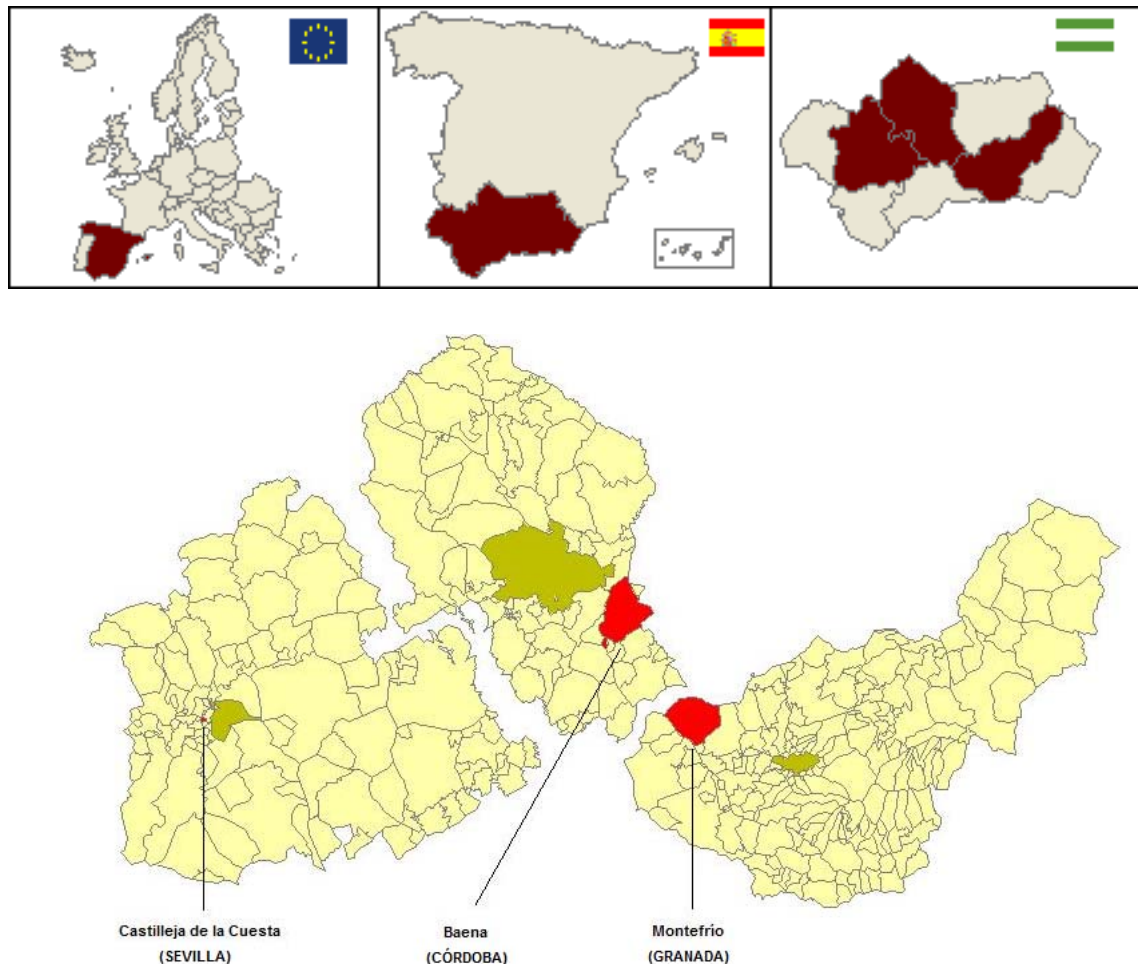 Castilleja de la Cuesta
(SEVILLA)
Baena
(CÓRDOBA)
Montefrío
(GRANADA)